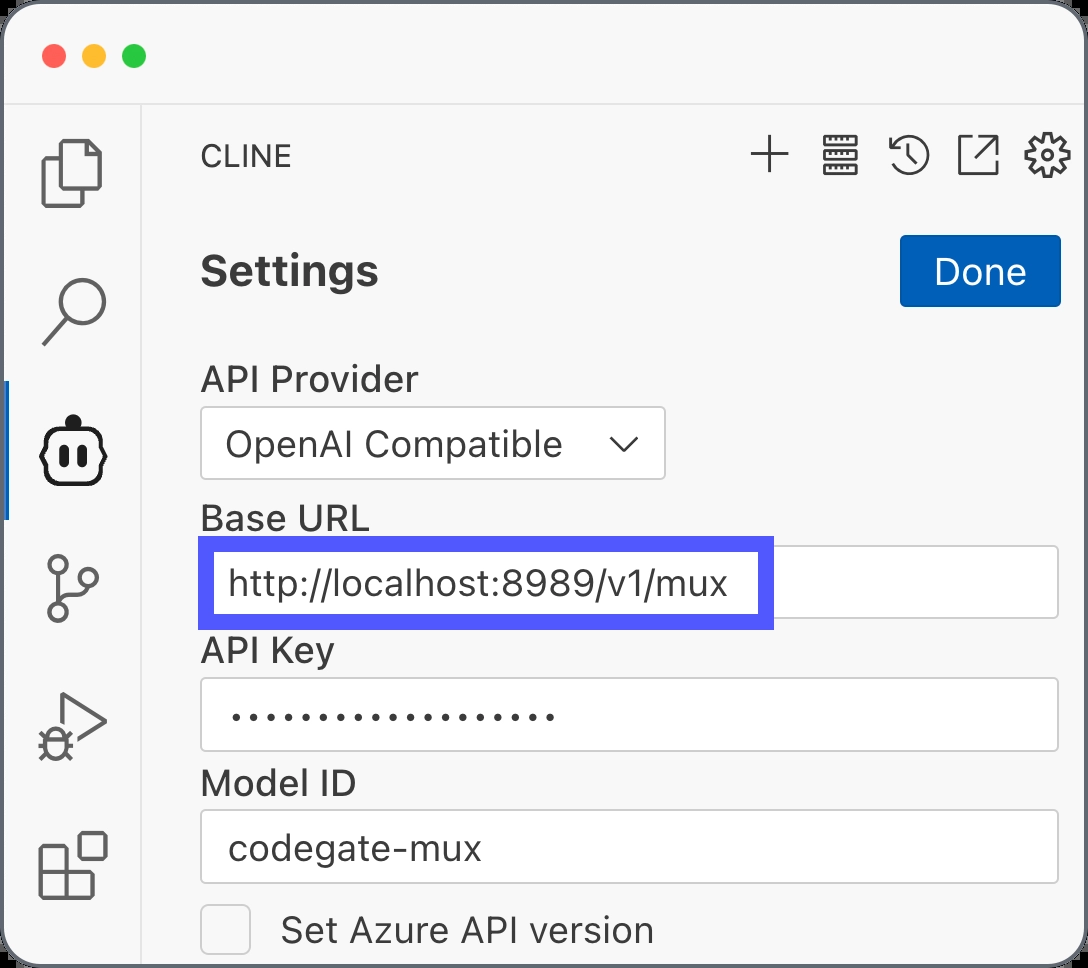 CLINE
Settings
Done
API Provider
OpenAI Compatible
Base URL
http://localhost:8989/v1/mux
API Key
•••••••••••••••••••
Model ID
codegate-mux
Set Azure API version